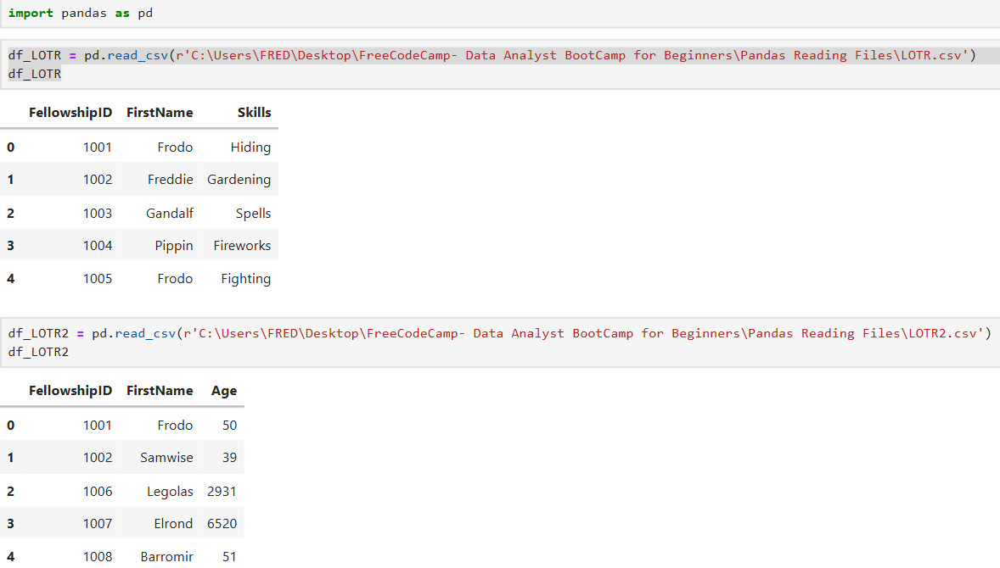 import pandas as pd
df_LOTR = pd.read_csv(r'C:\Users\FRED\Desktop\FreeCodeCamp- Data Analyst BootCamp for Beginners\Pandas Reading Files\LOTR.csv')
df_LOTR
FellowshipID FirstName Skills
0 1001 Frodo Hiding
1 1002 Freddie Gardening
2 1003 Gandalf Spells
3 1004 Pippin Fireworks
4 1005 Frodo Fighting
df_LOTR2 = pd.read_csv(r'C:\Users\FRED\Desktop\FreeCodeCamp- Data Analyst BootCamp for Beginners\Pandas Reading Files\LOTR2.csv')
df_LOTR2
FellowshipID FirstName Age
0 1001 Frodo 50
1 1002 Samwise 39
2 1006 Legolas 2931
3 1007 Elrond 6520
4 1008 Barromir 51